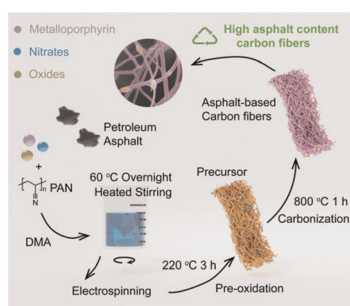 Metalloporphyrin
Nitrates
Oxides
High asphalt content
carbon fibers
Petroleum
Asphalt
Asphalt-based
Carbon fibers
+
n PAN
N
60 °C Overnight
Heated Stirring
Precursor
800 °C 1 h
Carbonization
DMA
220 °C 3 h
Electrospinning
Pre-oxidation